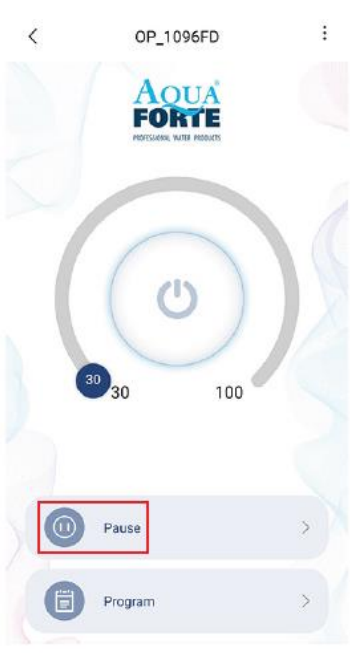 OP_1096FD
AQUA
FORTE
PROFESSIONAL WATER PRODUCTS
30
30
100
Pause
Program